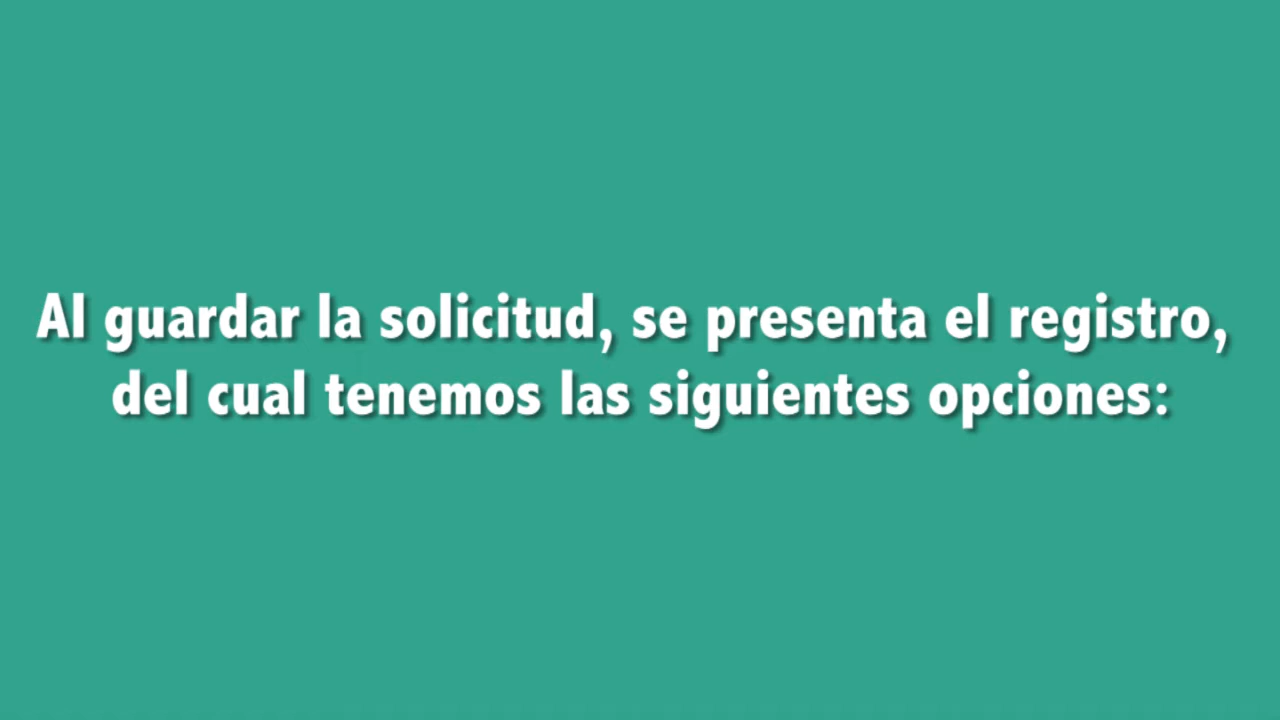 Al guardar la solicitud, se presenta el registro,
del cual tenemos las siguientes opciones: